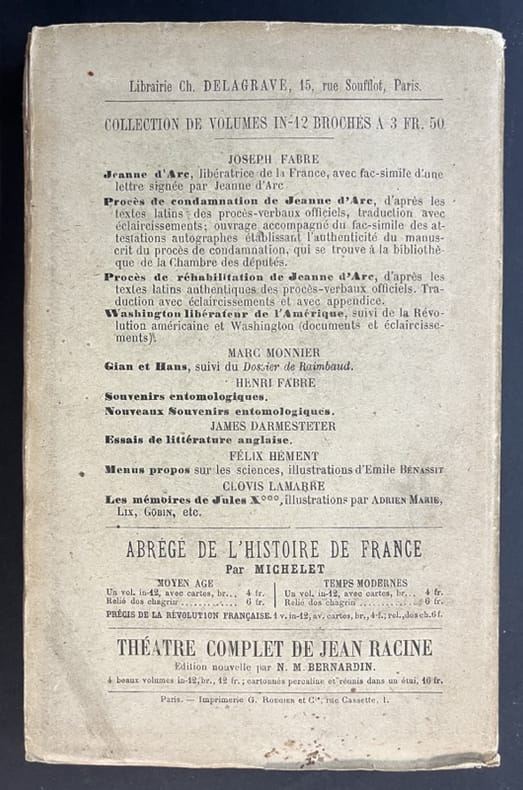 Librairie Ch. DELAGRAVE, 15, rue Soufflot, Paris.
COLLECTION DE VOLUMES IN-12 BROCHÉS A 3 FR. 50
JOSEPH FABRE
Jeanne d'Arc, libératrice de la France, avec fac-simile d'une
lettre signée par Jeanne d'Arc
Procès de condamnation de Jeanne d'Arc, d'après les
textes latins des procès-verbaux officiels, traduction avec
éclaircissements; ouvrage accompagné du fac-simile des at-
testations autographes établissant l'authenticité du manus-
crit du procès de condamnation, qui se trouve à la bibliothè-
que de la Chambre des députés.
Procès de réhabilitation de Jeanne d'Arc, d'après les
textes latins authentiques des procès-verbaux officiels. Tra-
duction avec éclaircissements et avec appendice.
Washington libérateur de l'Amérique, suivi de la Révo-
lution américaine et Washington (documents et éclaircisse-
ments).
MARC MONNIER
Gian et Hans, suivi du Dossier de Raimbaud.
HENRI FABRE
Souvenirs entomologiques.
Nouveaux Souvenirs entomologiques.
JAMES DARMESTETER
Essais de littérature anglaise.
FÉLIX HÉMENT
Menus propos sur les sciences, illustrations d'Emile BÉNASSIT
CLOVIS LAMARRE
Les mémoires de Jules X°°°, illustrations par ADRIEN MARIE,
LIX, GOBIN, etc.
ABRÉGÉ DE L'HISTOIRE DE FRANCE
Par MICHELET
MOYEN AGE
Un vol. in-12, avec cartes, br... 4 fr.
Relié dos chagrin ........... 6 fr.
TEMPS MODERNES
Un vol. in-12, avec cartes, br.. 4 fr.
Relié dos chagrin ............ 6 fr.
PRÉCIS DE LA RÉVOLUTION FRANÇAISE. 1 v. in-12, av. cartes, br., 4 f.; rel., dos ch. 6 f.
THÉATRE COMPLET DE JEAN RACINE
Edition nouvelle par N. M. BERNARDIN.
4 beaux volumes in-12, br., 12 fr.; cartonnés percaline et réunis dans un étui, 16 fr.
Paris. — Imprimerie G. ROUGIER et Cie, rue Cassette, 1.